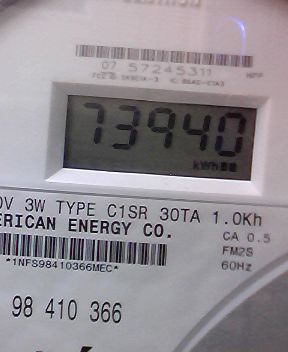 07 57245311
73940
kWh
0V 3W TYPE C1SR 30TA 1.0Kh
ERICAN ENERGY CO.
CA 0.5
FM2S
60Hz
*1NFS98410366MEC*
98 410 366